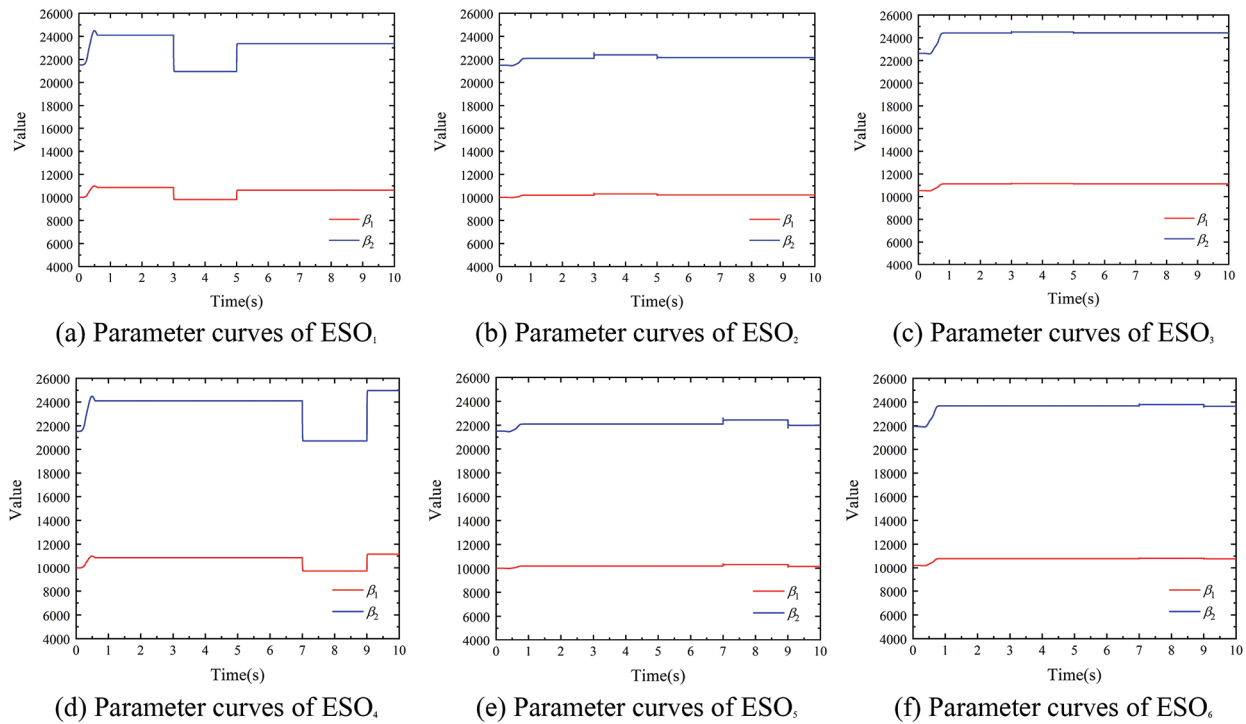 26000
24000
22000
20000
18000
16000
14000
12000
10000
8000
6000
4000
Value
0 1 2 3 4 5 6 7 8 9 10
Time(s)
β₁
β₂
(a) Parameter curves of ESO₁
26000
24000
22000
20000
18000
16000
14000
12000
10000
8000
6000
4000
Value
0 1 2 3 4 5 6 7 8 9 10
Time(s)
β₁
β₂
(b) Parameter curves of ESO₂
26000
24000
22000
20000
18000
16000
14000
12000
10000
8000
6000
4000
Value
0 1 2 3 4 5 6 7 8 9 10
Time(s)
β₁
β₂
(c) Parameter curves of ESO₃
26000
24000
22000
20000
18000
16000
14000
12000
10000
8000
6000
4000
Value
0 1 2 3 4 5 6 7 8 9 10
Time(s)
β₁
β₂
(d) Parameter curves of ESO₄
26000
24000
22000
20000
18000
16000
14000
12000
10000
8000
6000
4000
Value
0 1 2 3 4 5 6 7 8 9 10
Time(s)
β₁
β₂
(e) Parameter curves of ESO₅
26000
24000
22000
20000
18000
16000
14000
12000
10000
8000
6000
4000
Value
0 1 2 3 4 5 6 7 8 9 10
Time(s)
β₁
β₂
(f) Parameter curves of ESO₆